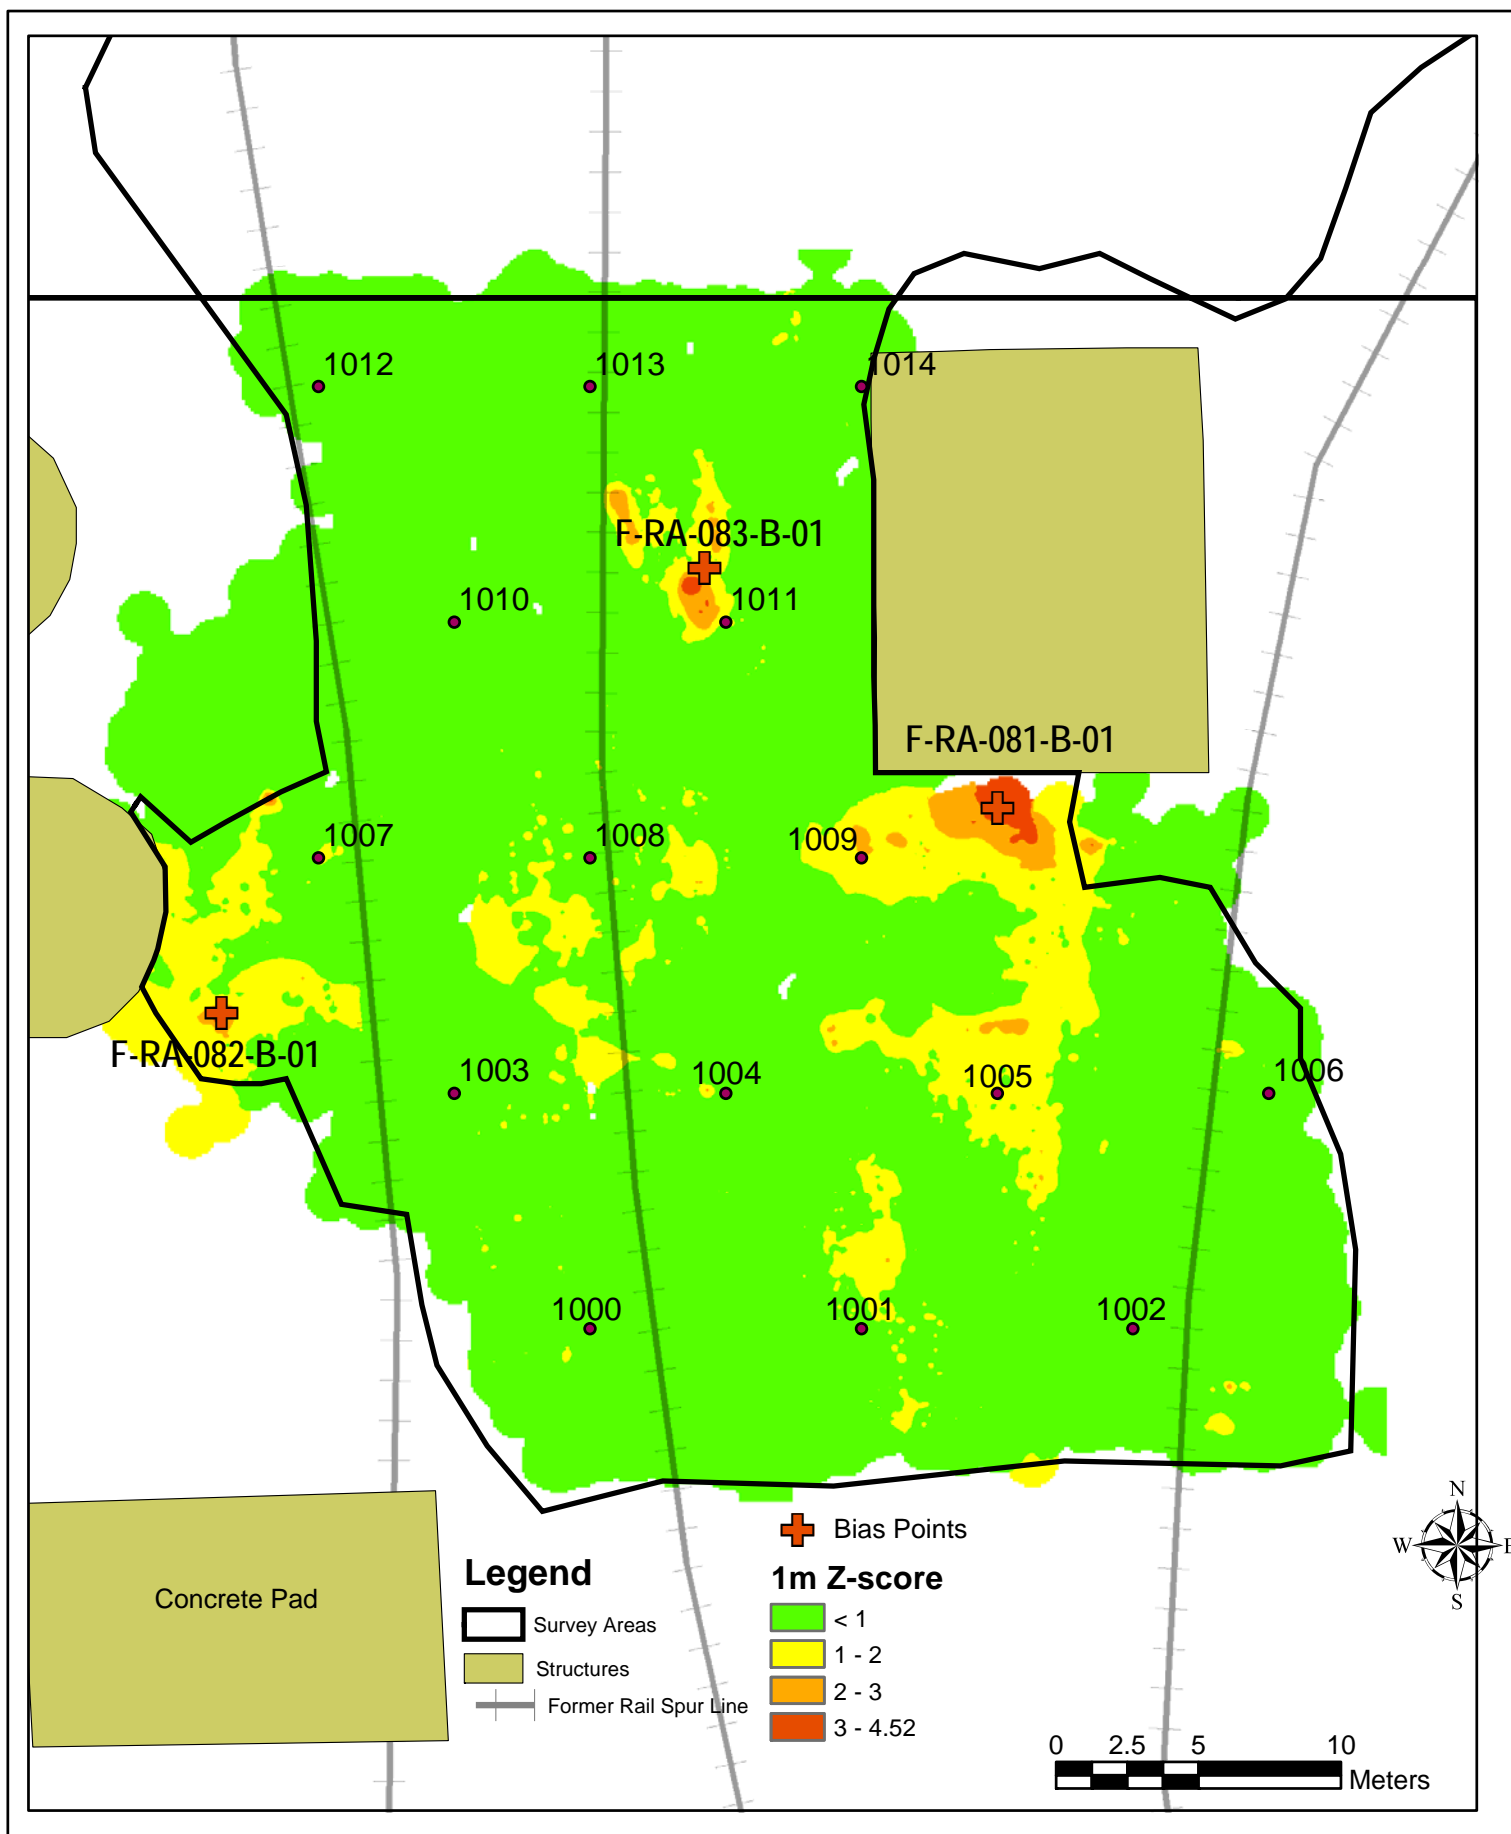 1012
1013
1014
F-RA-083-B-01
1010
1011
F-RA-081-B-01
1007
1008
1009
F-RA-082-B-01
1003
1004
1005
1006
1000
1001
1002
Concrete Pad
Legend
Survey Areas
Structures
Former Rail Spur Line
Bias Points
1m Z-score
< 1
1 - 2
2 - 3
3 - 4.52
N
W E
S
0 2.5 5 10
Meters